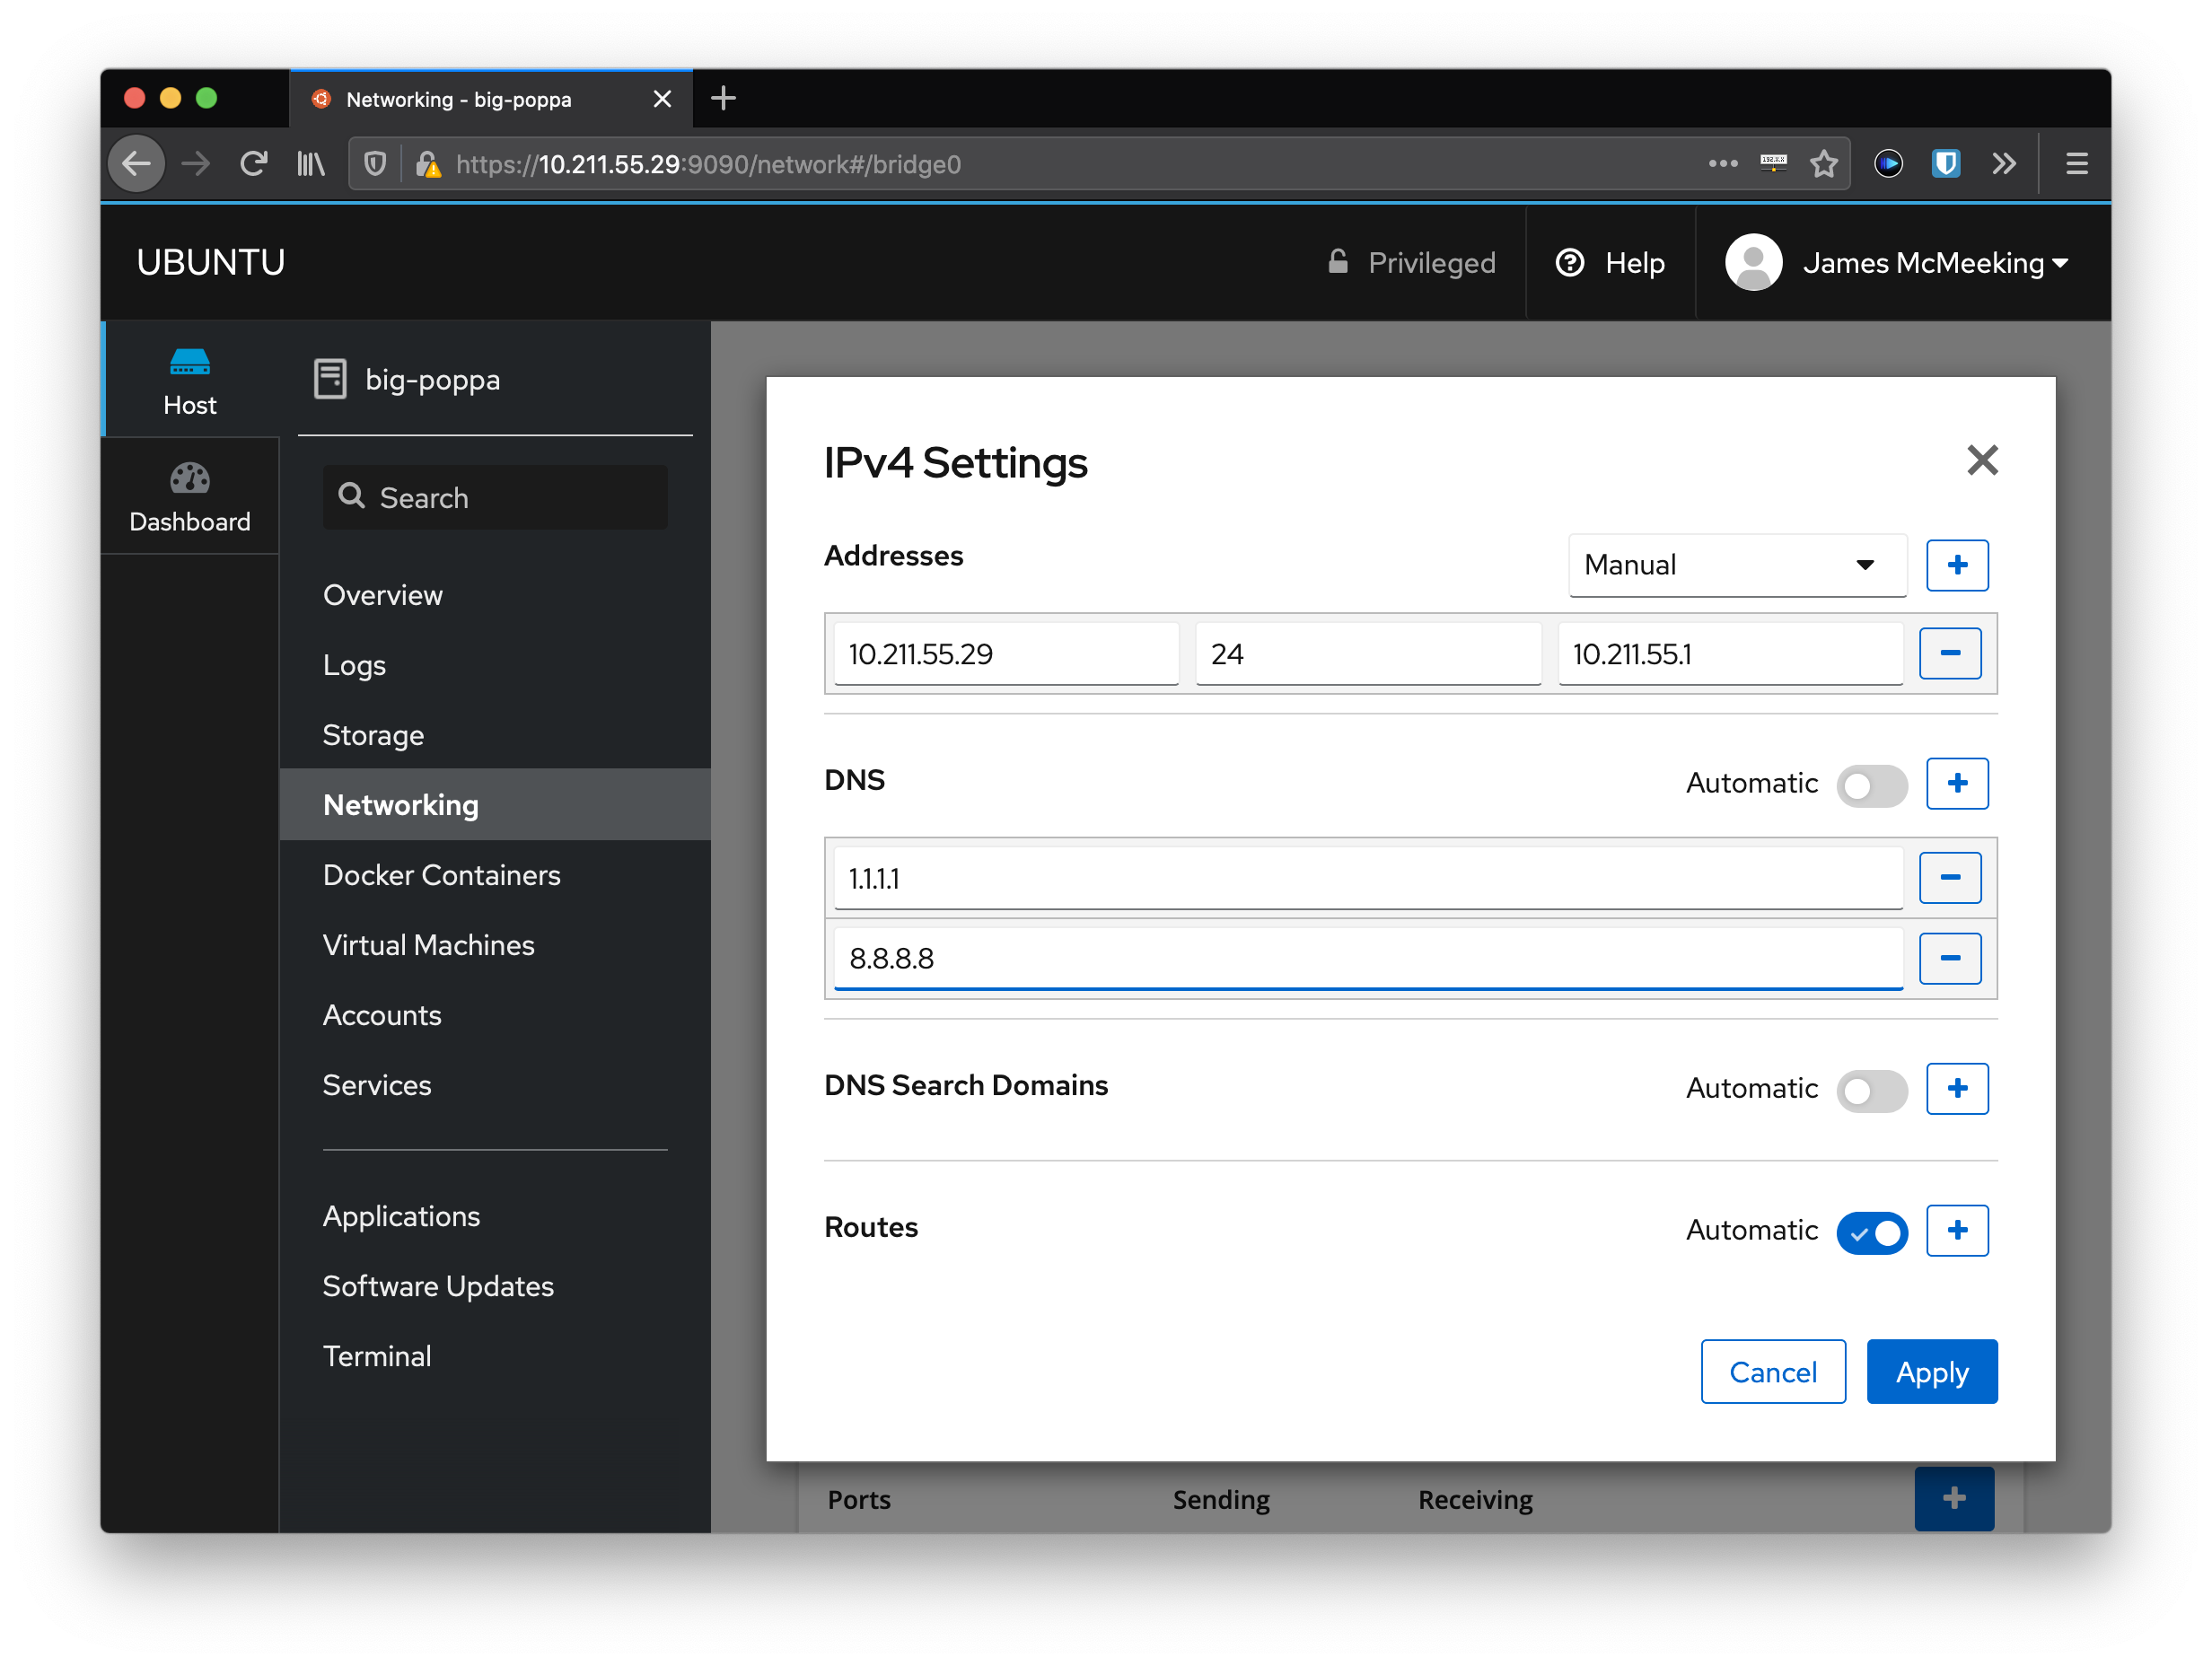 Networking - big-poppa
https://10.211.55.29:9090/network#/bridge0
UBUNTU
Privileged
Help
James McMeeking
Host
Dashboard
big-poppa
Search
Overview
Logs
Storage
Networking
Docker Containers
Virtual Machines
Accounts
Services
Applications
Software Updates
Terminal
IPv4 Settings
Addresses
Manual
10.211.55.29
24
10.211.55.1
DNS
Automatic
1.1.1.1
8.8.8.8
DNS Search Domains
Automatic
Routes
Automatic
Cancel
Apply
Ports
Sending
Receiving